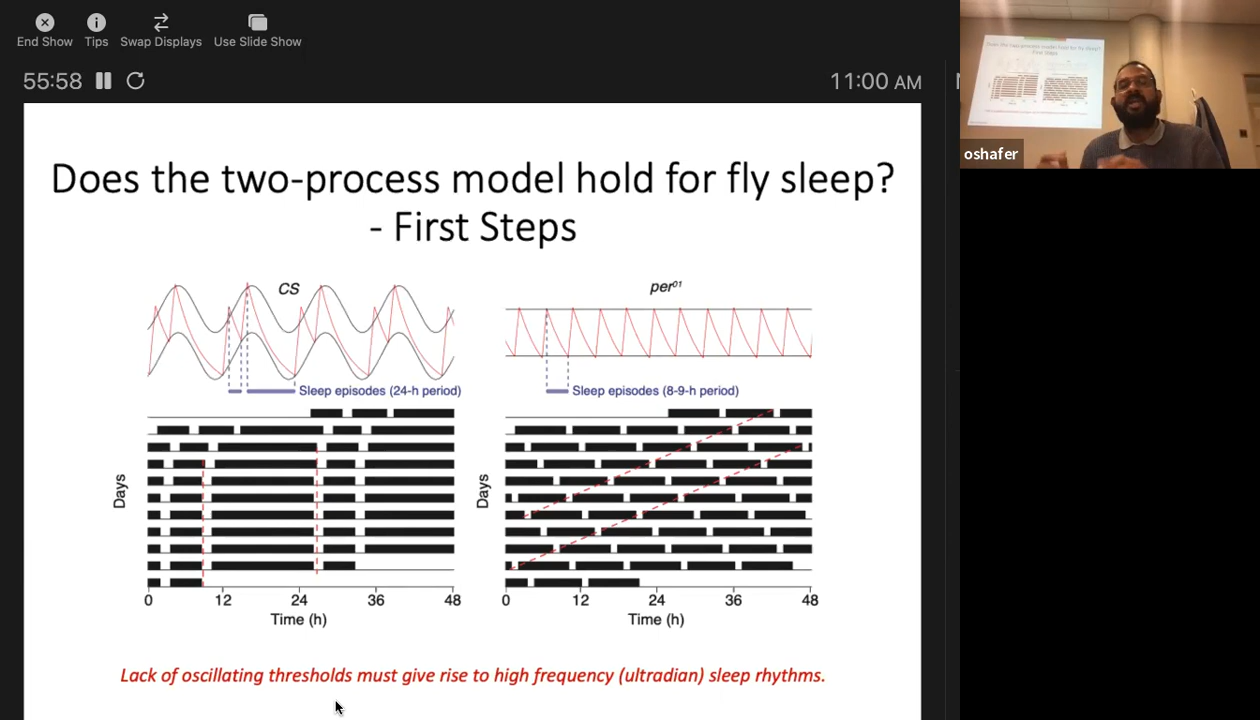 End Show
Tips
Swap Displays
Use Slide Show
55:58
11:00 AM
oshafer
Does the two-process model hold for fly sleep?
- First Steps
CS
per⁰¹
Sleep episodes (24-h period)
Sleep episodes (8-9-h period)
Days
Days
0 12 24 36 48
0 12 24 36 48
Time (h)
Time (h)
Lack of oscillating thresholds must give rise to high frequency (ultradian) sleep rhythms.